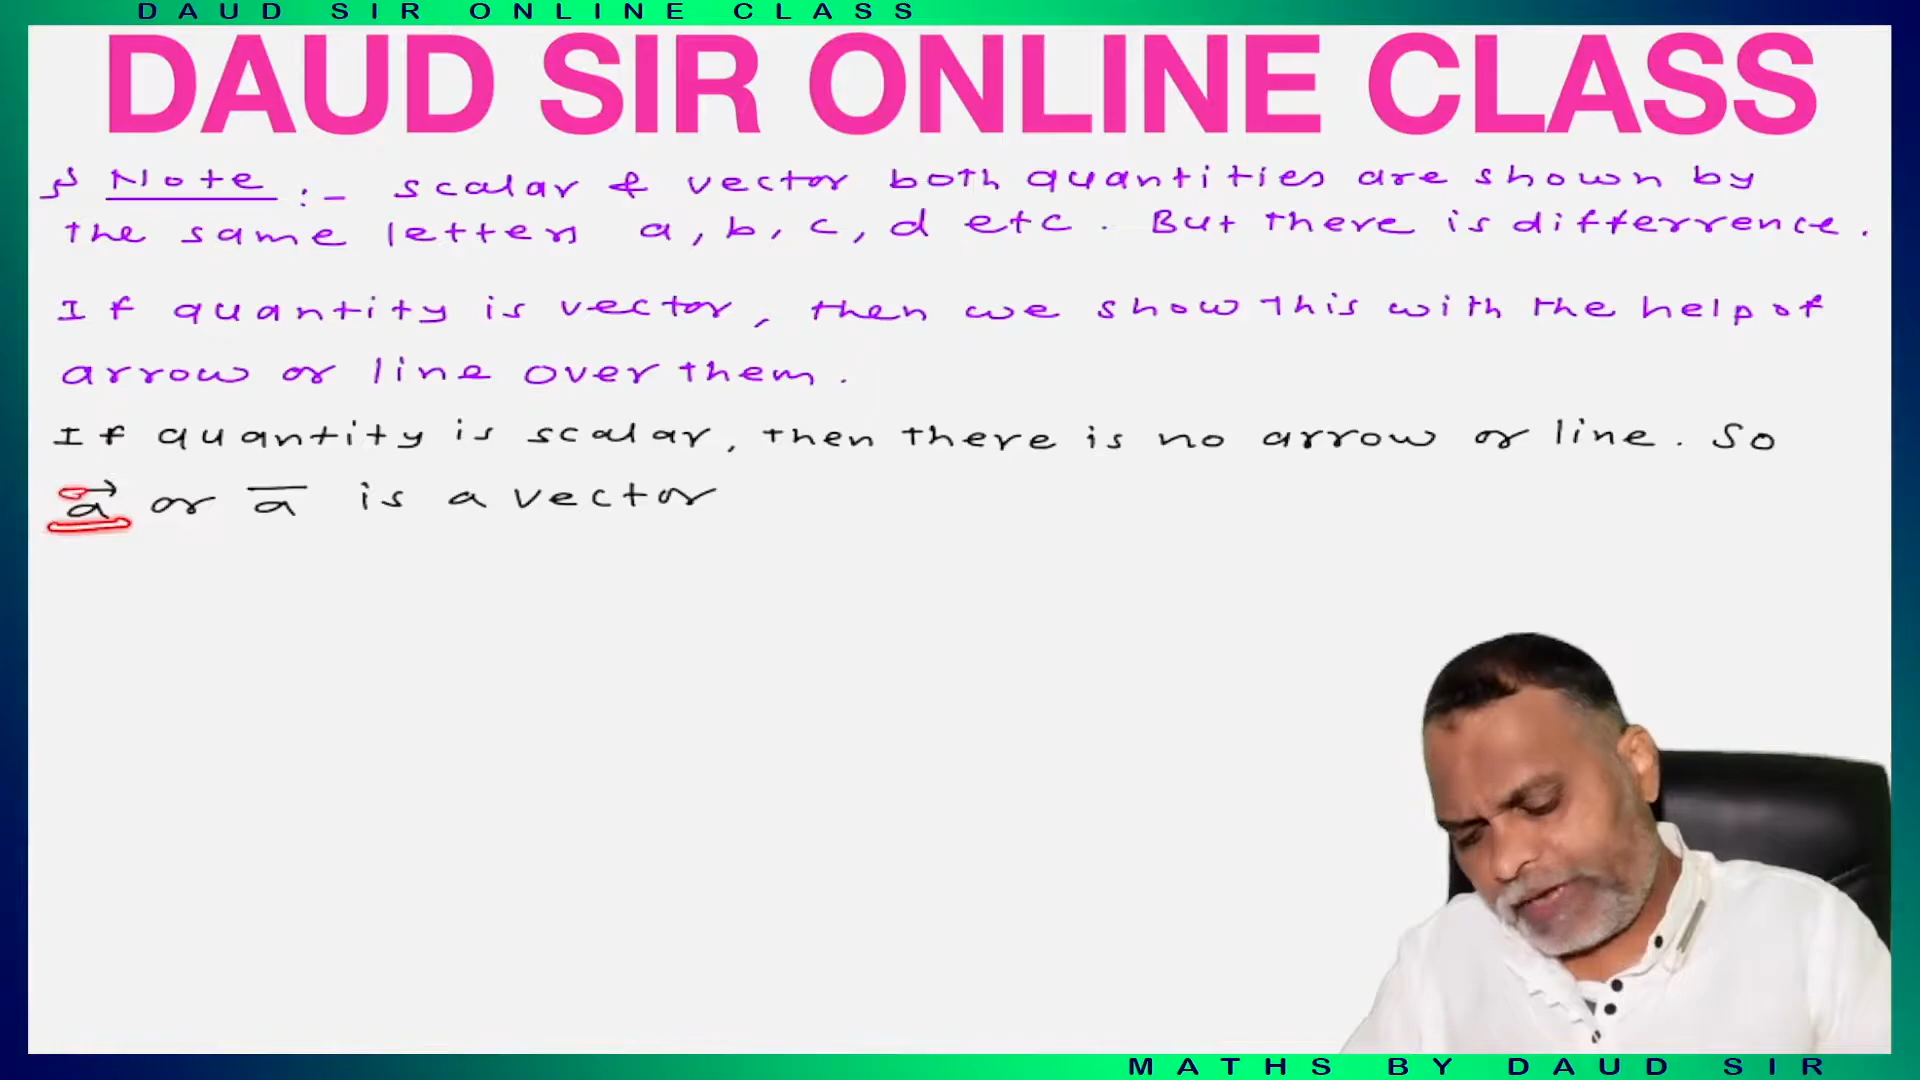 DAUD SIR ONLINE CLASS
DAUD SIR ONLINE CLASS
Note :- scalar & vector both quantities are shown by
the same letters a, b, c, d etc. But there is differrence.
If quantity is vector, then we show this with the help of
arrow or line over them.
If quantity is scalar, then there is no arrow or line. So
a⃗ or a̅ is a vector
MATHS BY DAUD SIR